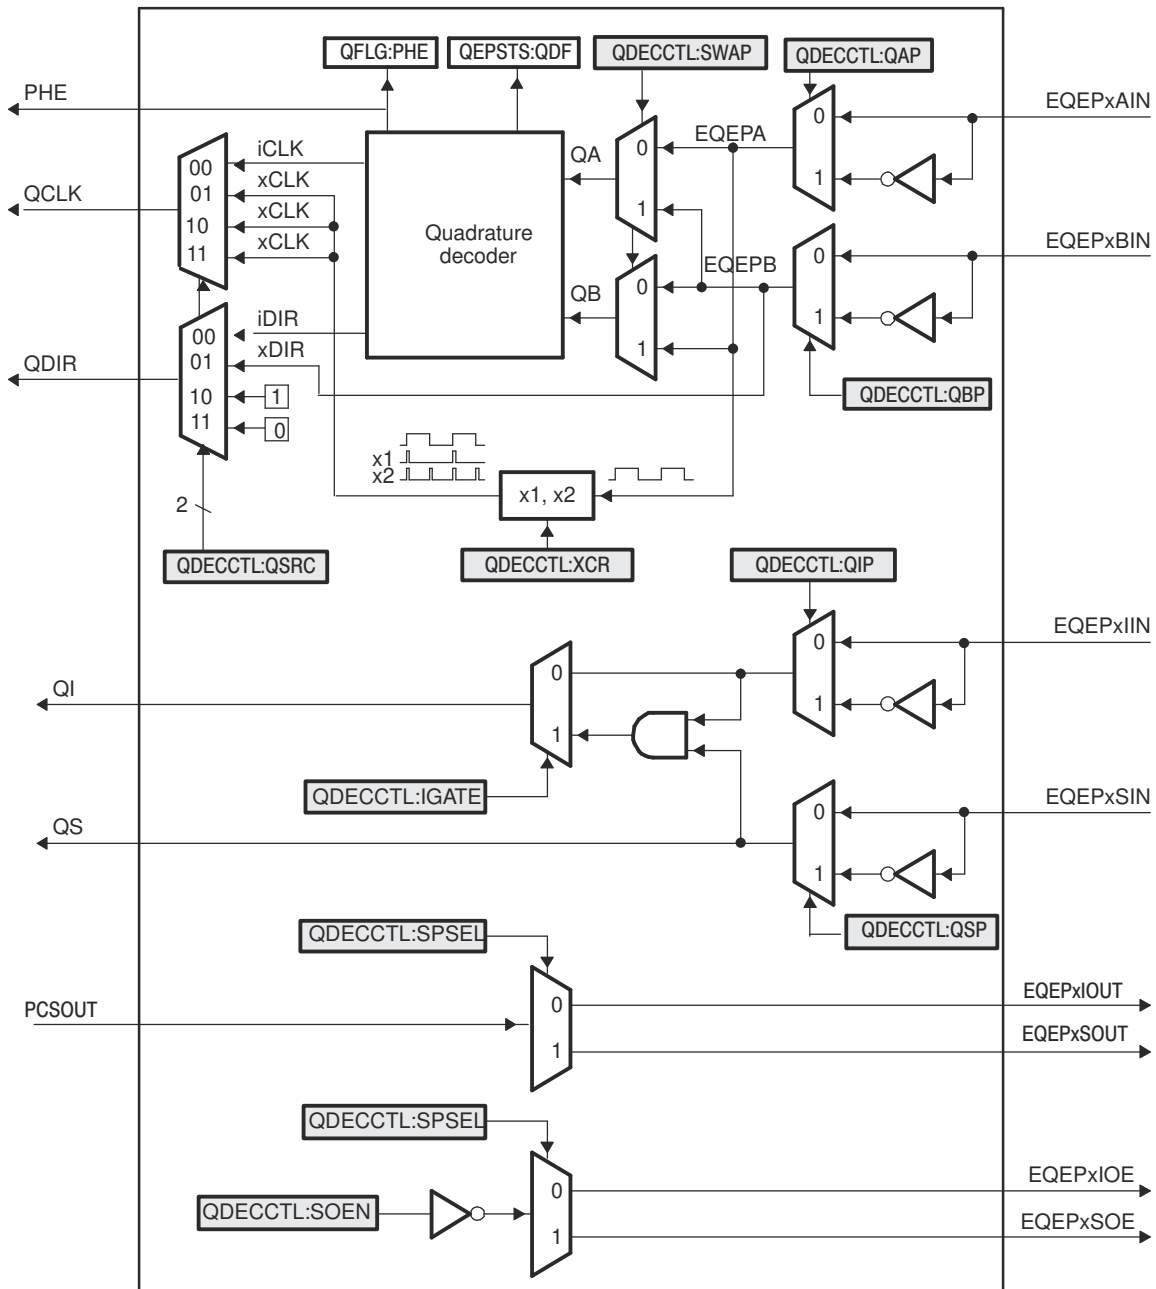 QFLG:PHE
QEPSTS:QDF
QDECCTL:SWAP
QDECCTL:QAP
PHE
EQEPxAIN
0
1
EQEPA
0
1
QA
iCLK
xCLK
xCLK
xCLK
00
01
10
11
QCLK
Quadrature
decoder
EQEPxBIN
0
1
EQEPB
0
1
QB
iDIR
xDIR
00
01
10
11
1
0
QDIR
QDECCTL:QBP
x1
x2
x1, x2
2
QDECCTL:QSRC
QDECCTL:XCR
QDECCTL:QIP
EQEPxIIN
0
1
0
1
QI
QDECCTL:IGATE
EQEPxSIN
0
1
QS
QDECCTL:QSP
QDECCTL:SPSEL
PCSOUT
0
1
EQEPxIOUT
EQEPxSOUT
QDECCTL:SPSEL
QDECCTL:SOEN
0
1
EQEPxIOE
EQEPxSOE